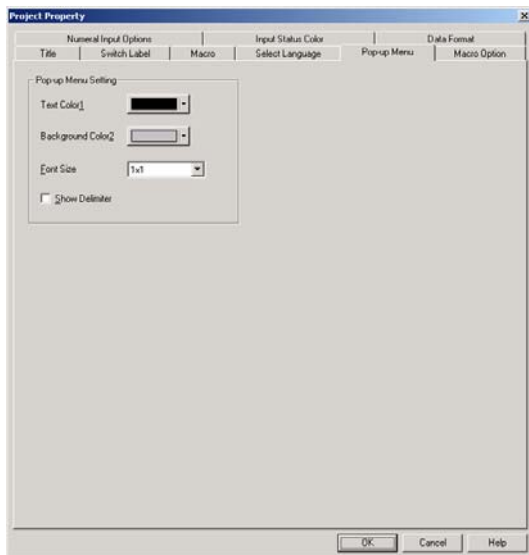 Project Property
Numeral Input Options Input Status Color Data Format
Title Switch Label Macro Select Language Pop-up Menu Macro Option
Pop-up Menu Setting
Text Color1
Background Color2
Font Size 1x1
Show Delimiter
OK Cancel Help